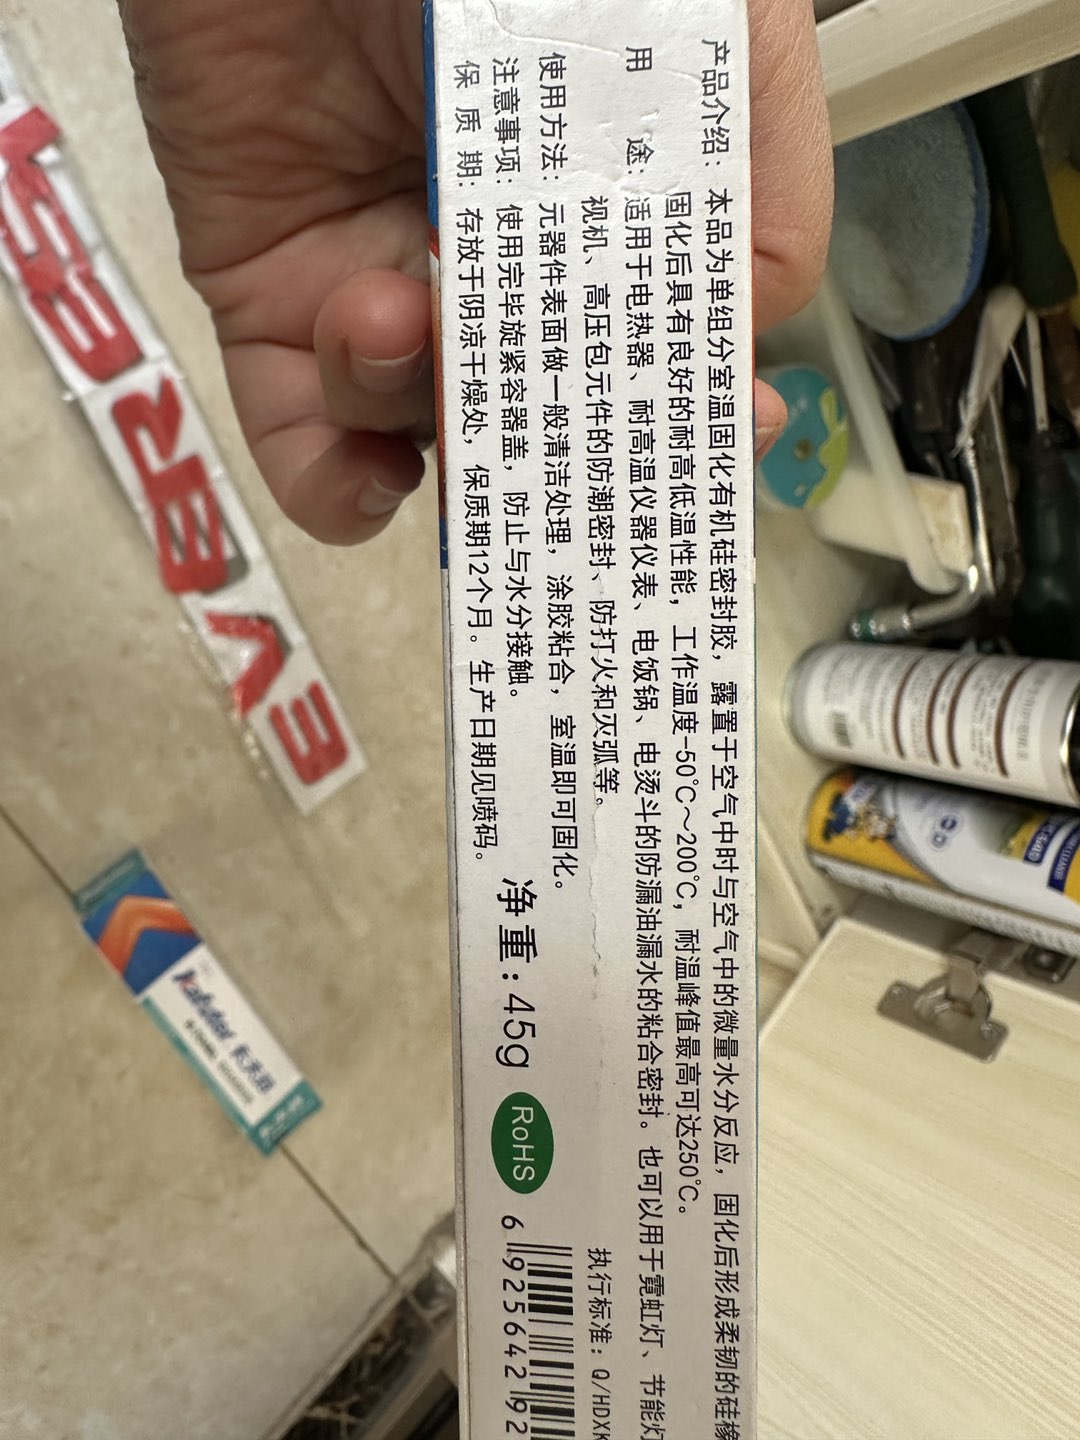 产品介绍：本品为单组分室温固化有机硅密封胶，露置于空气中时与空气中的微量水分反应，固化后形成柔韧的硅橡
固化后具有良好的耐高低温性能，工作温度-50℃～200℃，耐温峰值最高可达250℃。
用 途：适用于电热器、耐高温仪器仪表、电饭锅、电烫斗的防漏油漏水的粘合密封。也可以用于霓虹灯、节能灯
视机、高压包元件的防潮密封、防打火和灭弧等。
使用方法：元器件表面做一般清洁处理，涂胶粘合，室温即可固化。
注意事项：使用完毕旋紧容器盖，防止与水分接触。
保 质 期：存放于阴凉干燥处，保质期12个月。生产日期见喷码。
净重：45g
RoHS
执行标准：Q/HDXK
6 925642 92
Kafuter 卡夫特
EVEREST